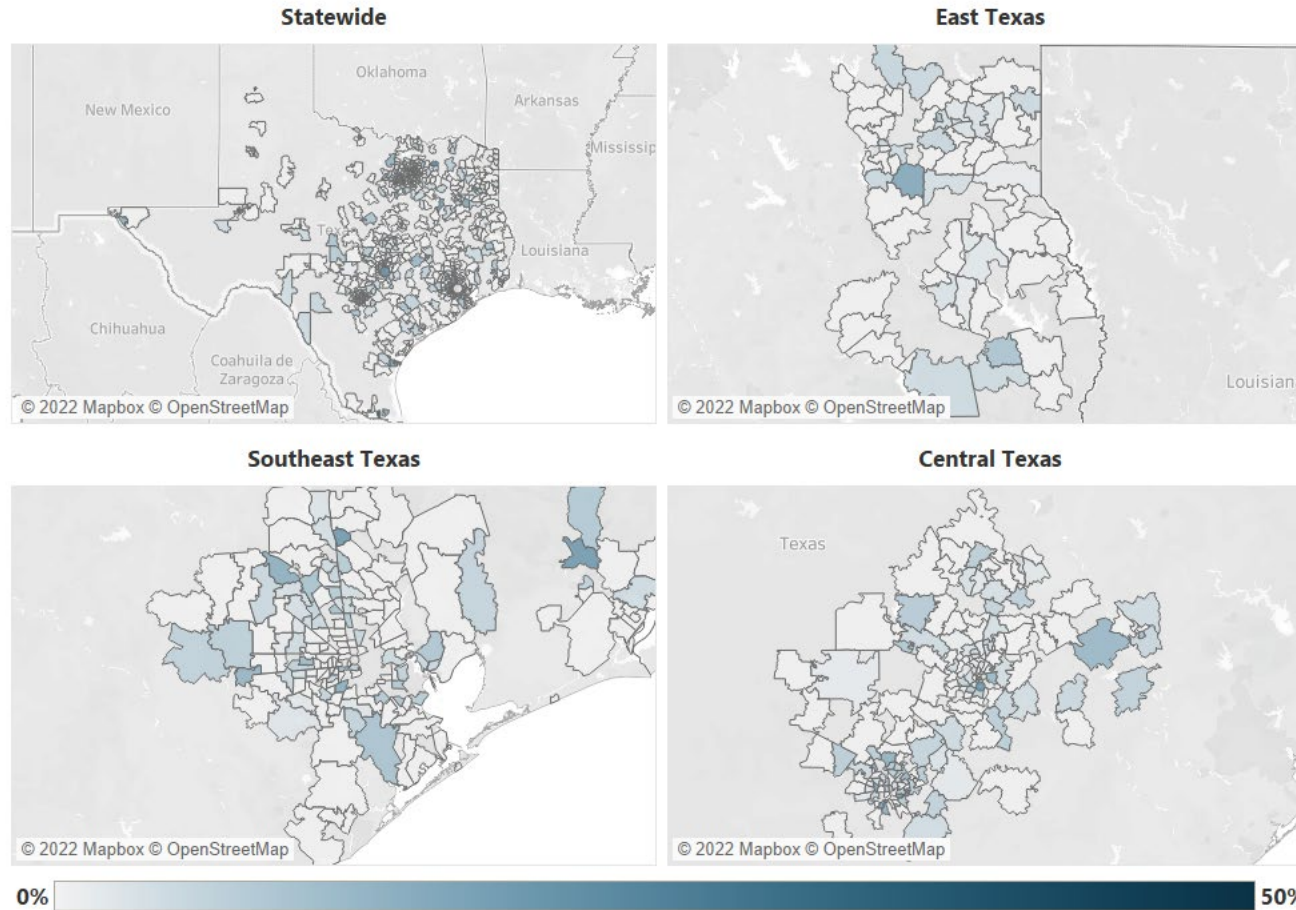 Statewide
East Texas
Oklahoma
New Mexico
Arkansas
Mississip
Louisiana
Chihuahua
Coahuila de
Zaragoza
© 2022 Mapbox © OpenStreetMap
Louisian
© 2022 Mapbox © OpenStreetMap
Southeast Texas
Central Texas
Texas
© 2022 Mapbox © OpenStreetMap
© 2022 Mapbox © OpenStreetMap
0%
50%